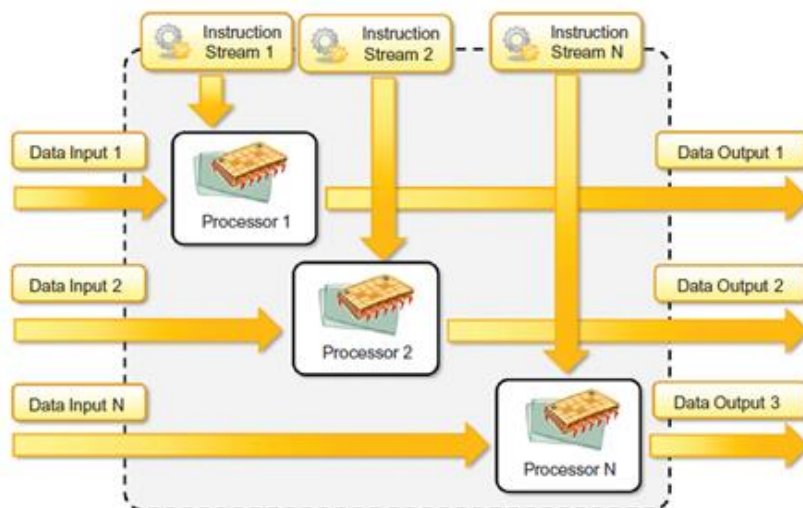 Instruction
Stream 1
Instruction
Stream 2
Instruction
Stream N
Data Input 1
Data Output 1
Processor 1
Data Input 2
Data Output 2
Processor 2
Data Input N
Data Output 3
Processor N